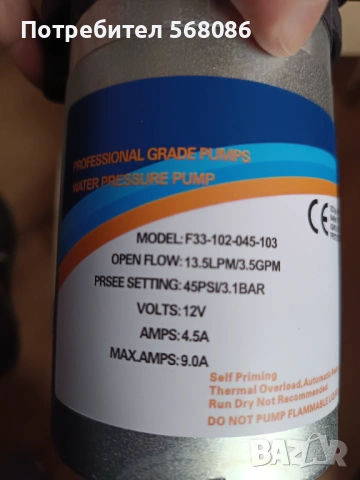 Потребител 568086
PROFESSIONAL GRADE PUMPS
WATER PRESSURE PUMP
CE
MODEL: F33-102-045-103
OPEN FLOW: 13.5LPM/3.5GPM
PRSEE SETTING: 45PSI/3.1BAR
VOLTS: 12V
AMPS: 4.5A
MAX.AMPS: 9.0A
Self Priming
Thermal Overload, Automatic
Run Dry Not Recommended
DO NOT PUMP FLAMMABLE
BAZAR